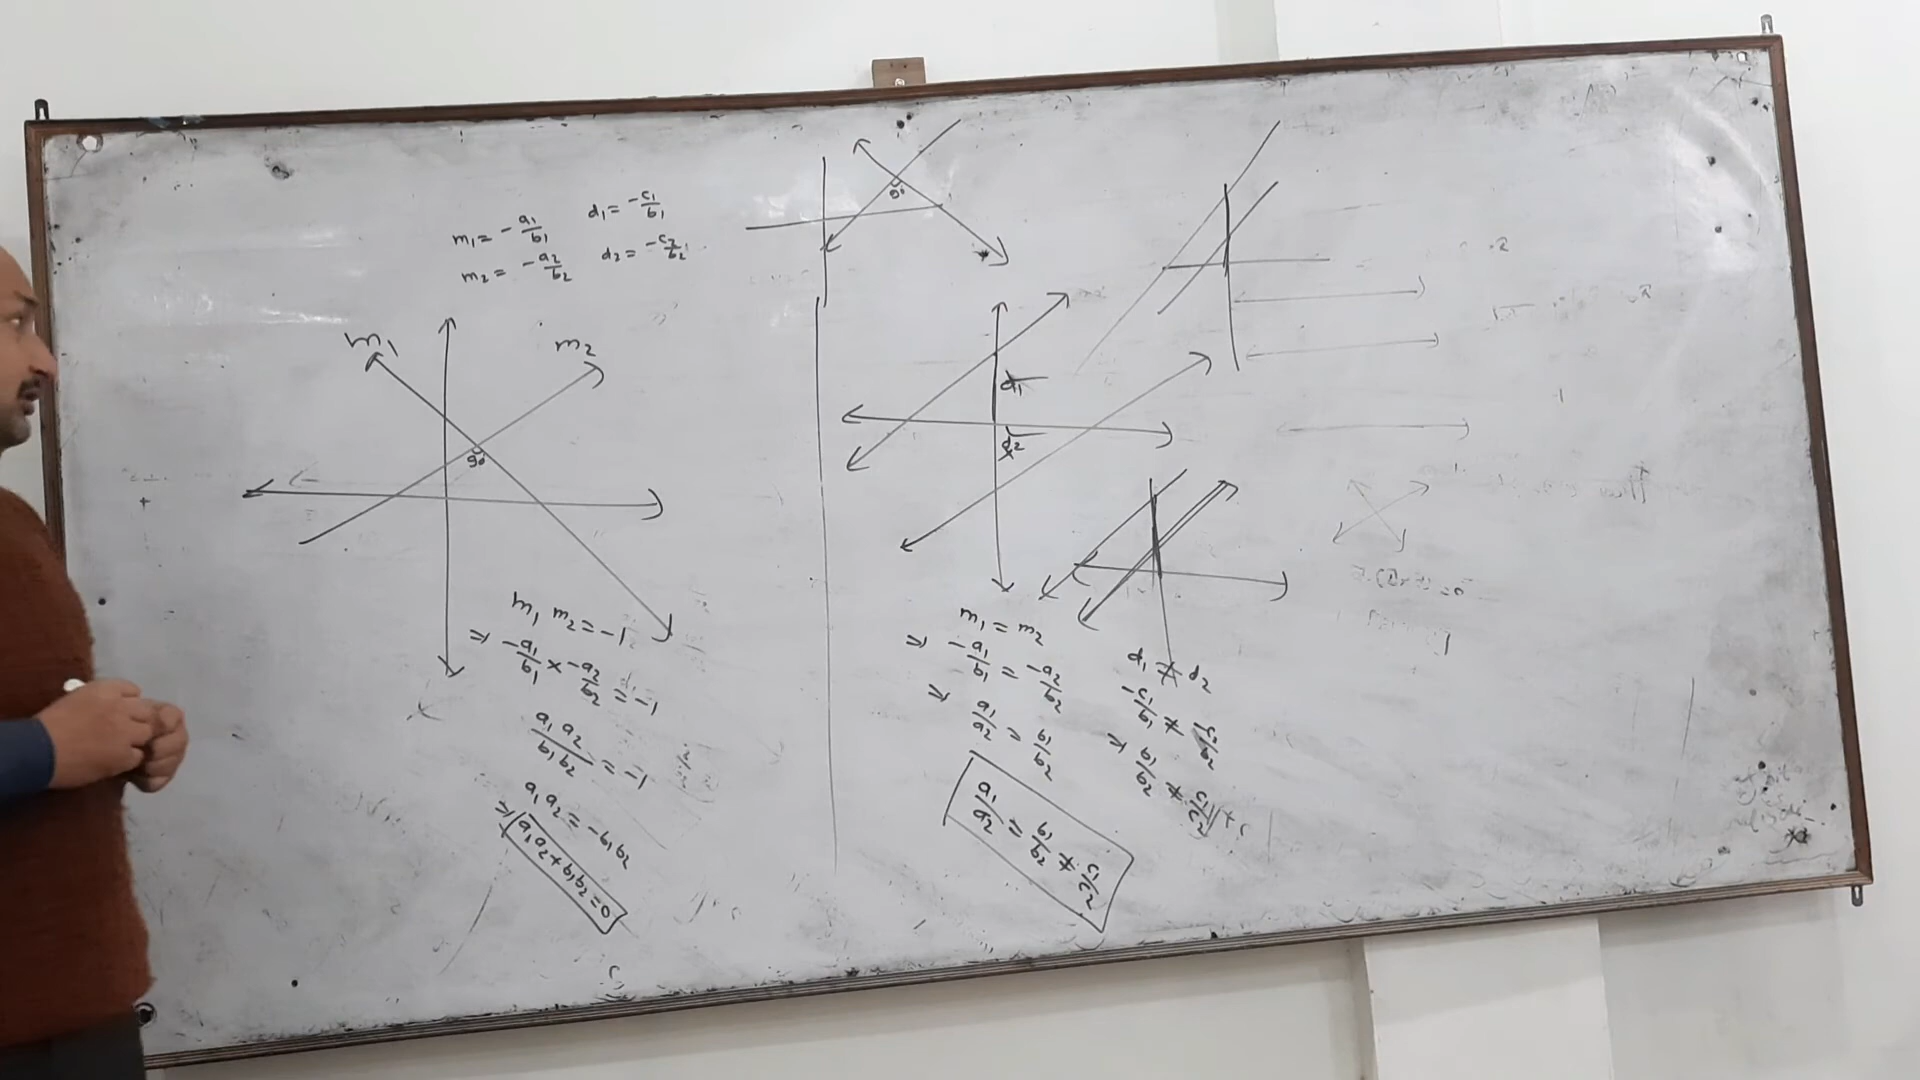 m₁ = -a₁/b₁ d₁ = -c₁/b₁
m₂ = -a₂/b₂ d₂ = -c₂/b₂
m₁ m₂
90
m₁ m₂ = -1
⇒ -a₁/b₁ × -a₂/b₂ = -1
a₁a₂/b₁b₂ = -1
a₁a₂ = -b₁b₂
⇒ a₁a₂ + b₁b₂ = 0
d₁
d₂
m₁ = m₂
⇒ -a₁/b₁ = -a₂/b₂
⇒ a₁/a₂ = b₁/b₂
a₁/a₂ = b₁/b₂ ≠ c₁/c₂
d₁ ≠ d₂
-c₁/b₁ ≠ -c₂/b₂
⇒ b₁/b₂ ≠ c₁/c₂